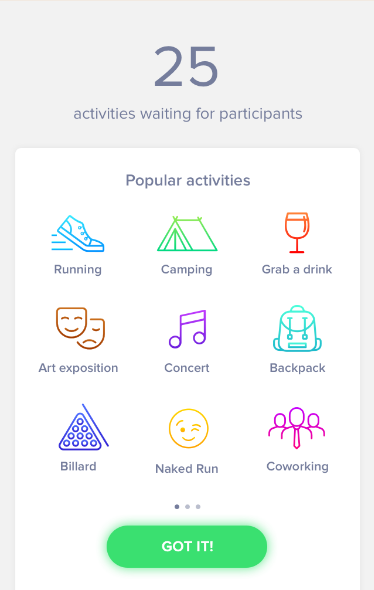 25
activities waiting for participants
Popular activities
Running
Camping
Grab a drink
Art exposition
Concert
Backpack
Billard
Naked Run
Coworking
GOT IT!